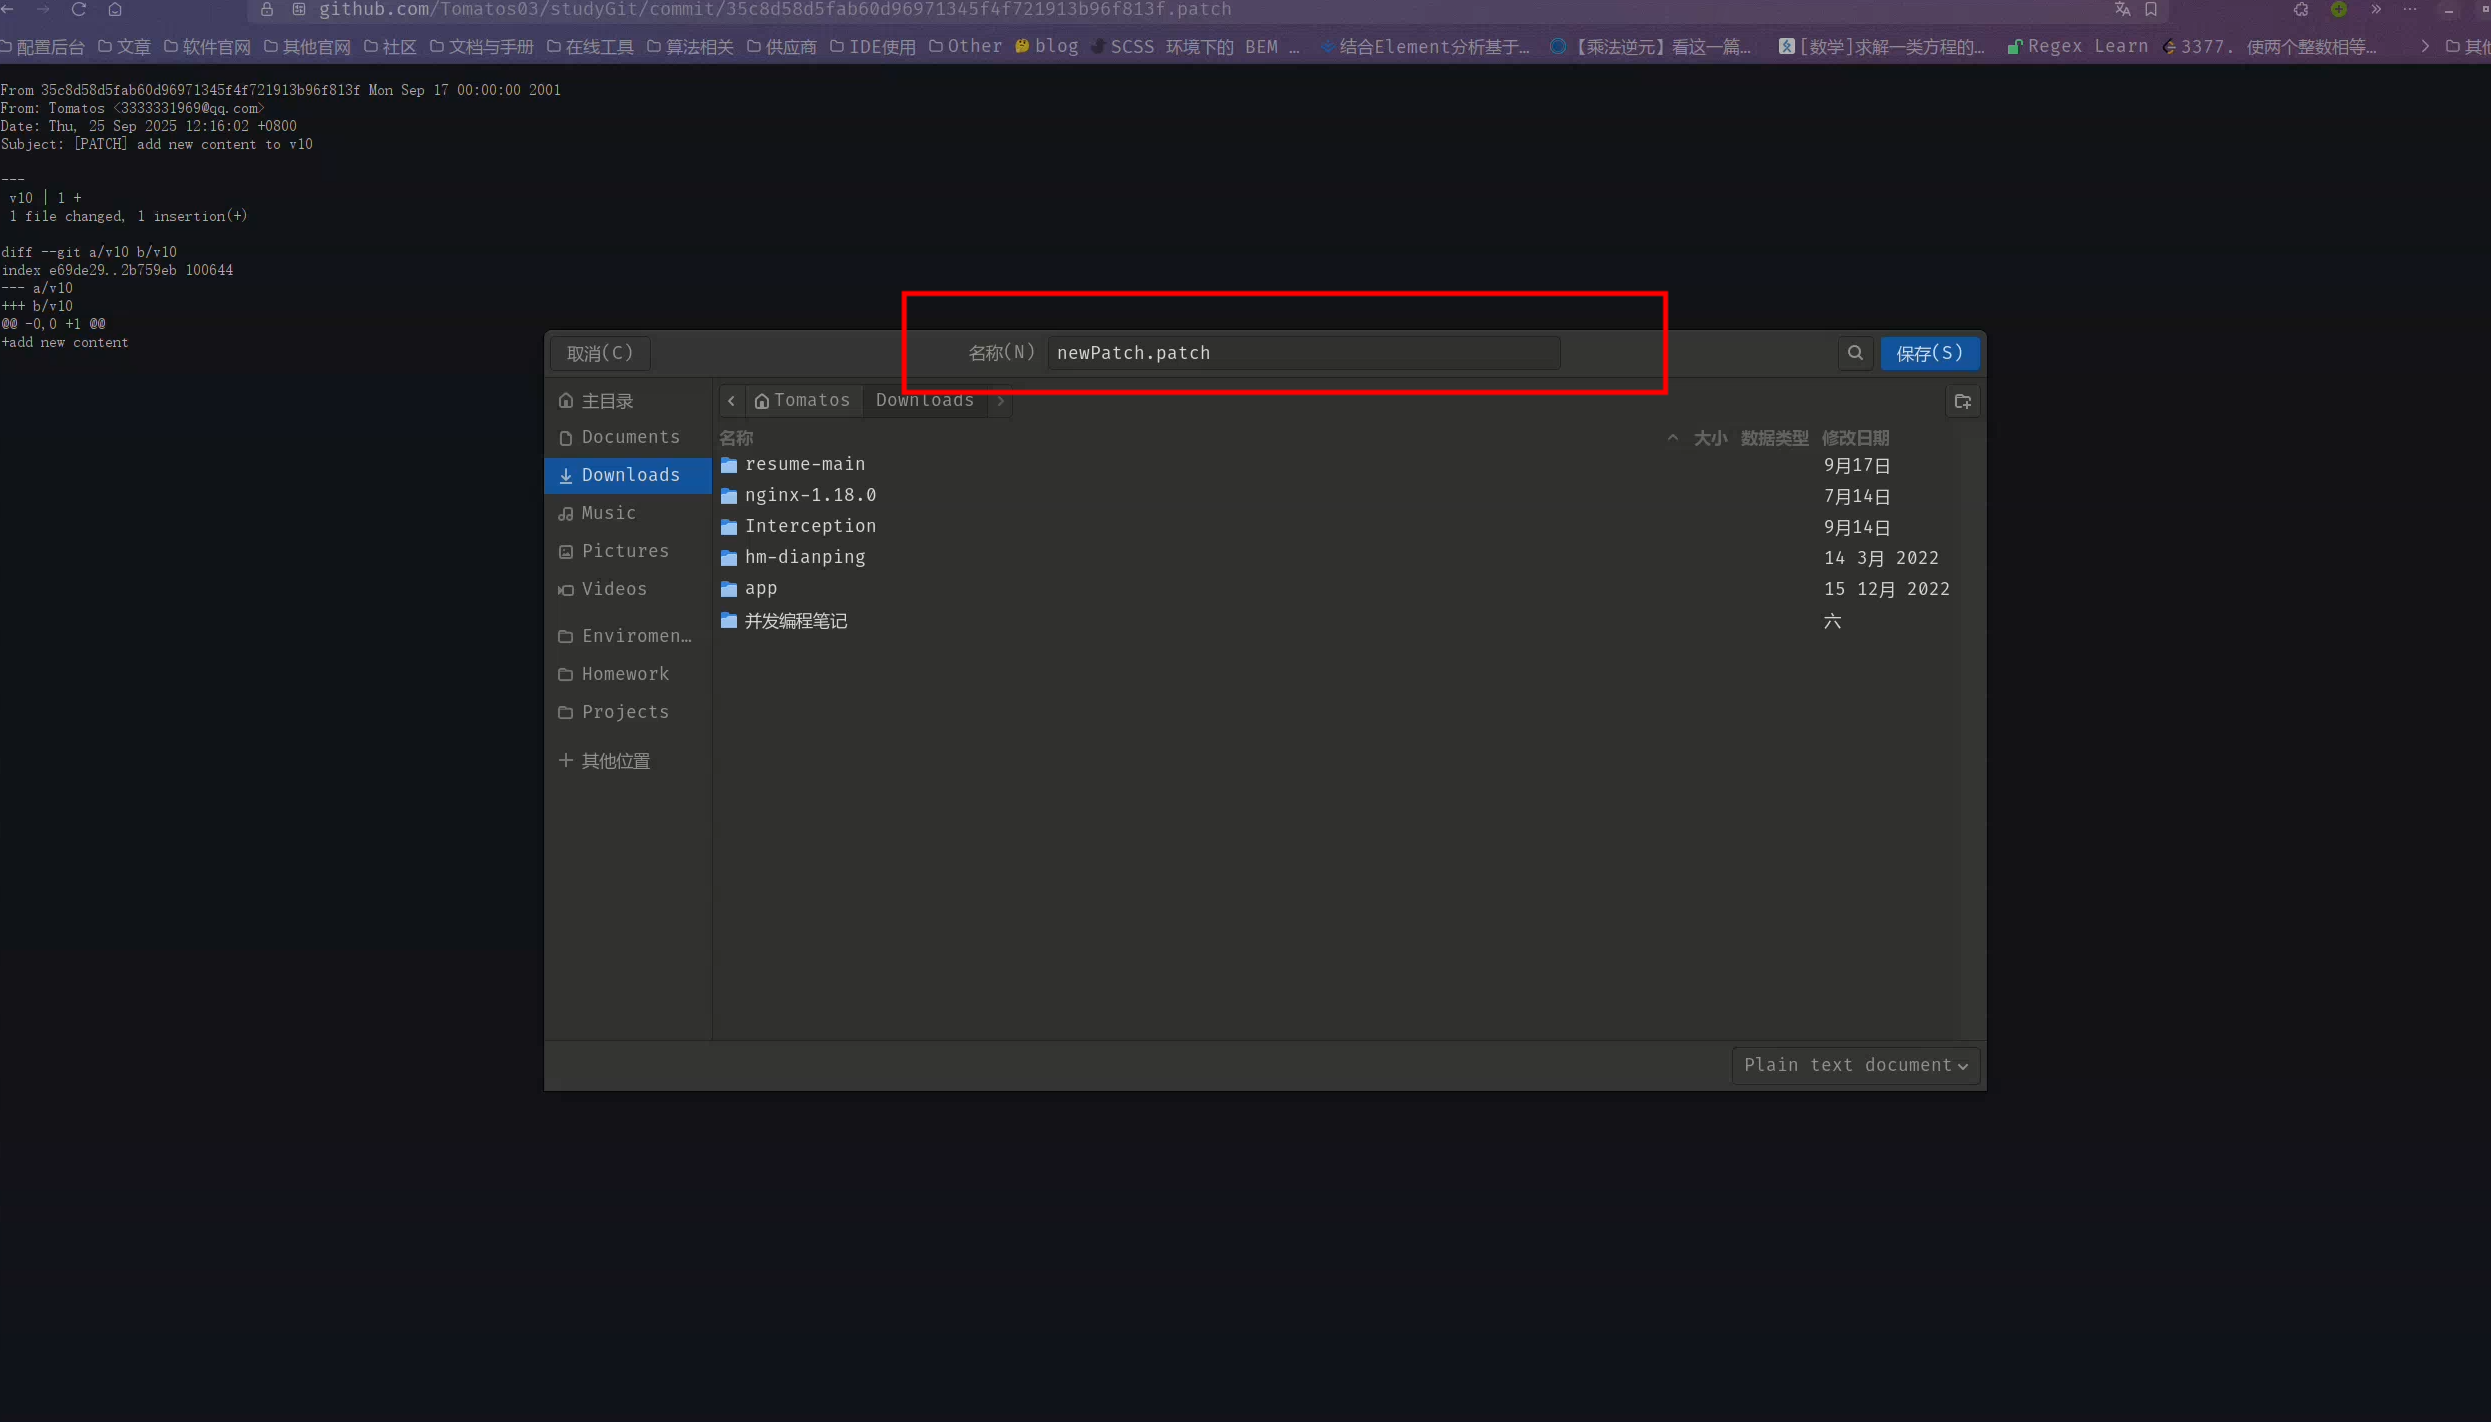 github.com/Tomatos03/studyGit/commit/35c8d58d5fab60d96971345f4f721913b96f813f.patch
配置后台 文章 软件官网 其他官网 社区 文档与手册 在线工具 算法相关 供应商 IDE使用 Other blog SCSS 环境下的 BEM … 结合Element分析基于… 【乘法逆元】看这一篇… [数学]求解一类方程的… Regex Learn 3377. 使两个整数相等…
From 35c8d58d5fab60d96971345f4f721913b96f813f Mon Sep 17 00:00:00 2001
From: Tomatos <3333331969@qq.com>
Date: Thu, 25 Sep 2025 12:16:02 +0800
Subject: [PATCH] add new content to v10
---
v10 | 1 +
1 file changed, 1 insertion(+)
diff --git a/v10 b/v10
index e69de29..2b759eb 100644
--- a/v10
+++ b/v10
@@ -0,0 +1 @@
+add new content
取消(C) 名称(N) newPatch.patch 保存(S)
主目录
Documents
Downloads
Music
Pictures
Videos
Enviromen…
Homework
Projects
其他位置
Tomatos Downloads
名称 大小 数据类型 修改日期
resume-main 9月17日
nginx-1.18.0 7月14日
Interception 9月14日
hm-dianping 14 3月 2022
app 15 12月 2022
并发编程笔记 六
Plain text document